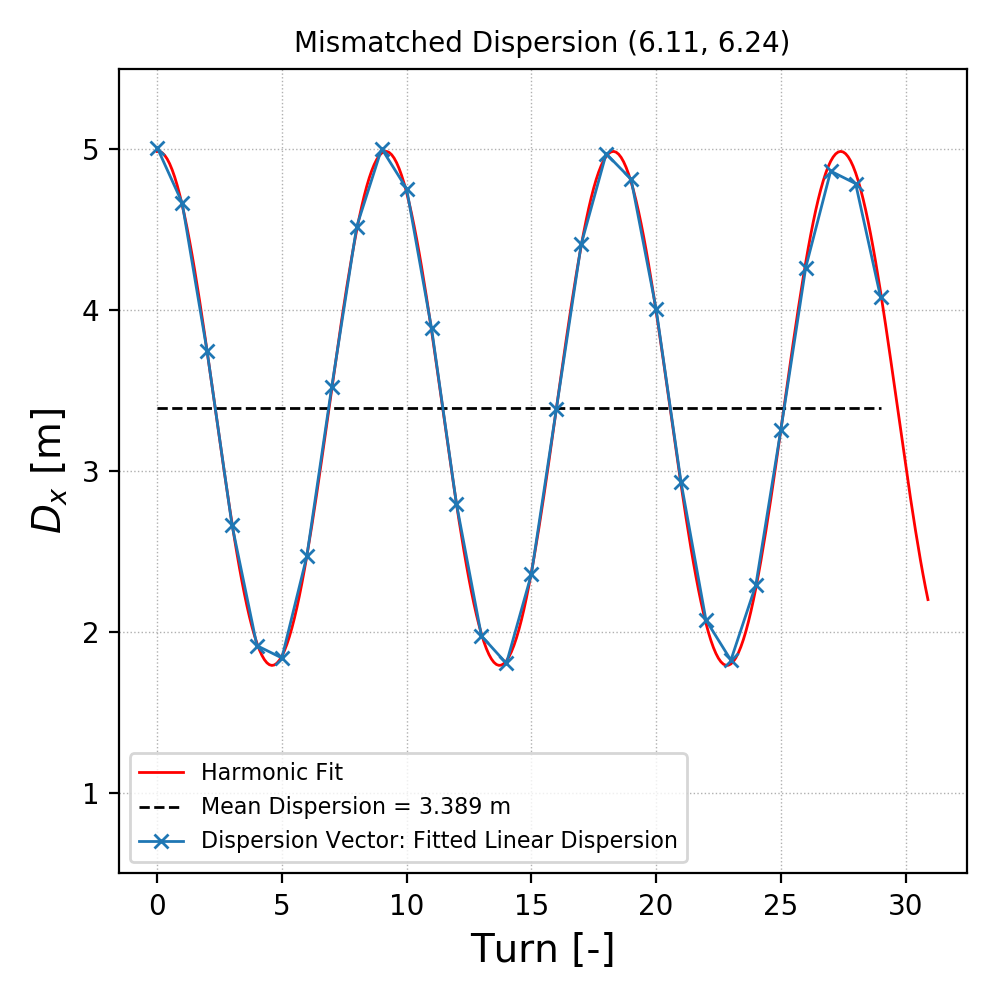 Mismatched Dispersion (6.11, 6.24)
D_x [m]
5
4
3
2
1
Harmonic Fit
Mean Dispersion = 3.389 m
Dispersion Vector: Fitted Linear Dispersion
0 5 10 15 20 25 30
Turn [-]